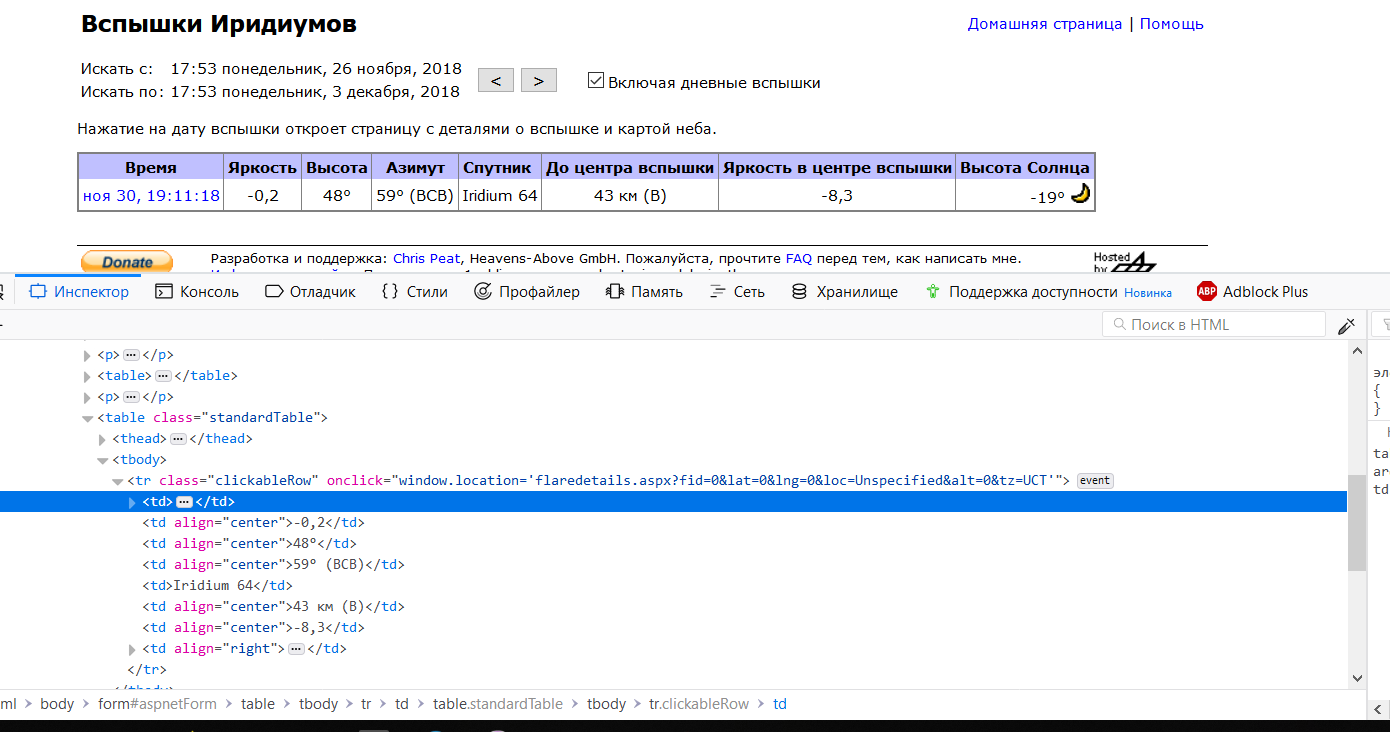 Вспышки Иридиумов
Домашняя страница | Помощь
Искать с: 17:53 понедельник, 26 ноября, 2018
Искать по: 17:53 понедельник, 3 декабря, 2018
< >
Включая дневные вспышки
Нажатие на дату вспышки откроет страницу с деталями о вспышке и картой неба.
Время Яркость Высота Азимут Спутник До центра вспышки Яркость в центре вспышки Высота Солнца
ноя 30, 19:11:18 -0,2 48° 59° (ВСВ) Iridium 64 43 км (В) -8,3 -19°
Donate
Разработка и поддержка: Chris Peat, Heavens-Above GmbH. Пожалуйста, прочтите FAQ перед тем, как написать мне.
Hosted
by
Инспектор Консоль Отладчик {} Стили Профайлер Память Сеть Хранилище Поддержка доступности Новинка ABP Adblock Plus
Поиск в HTML
<p>…</p>
<table>…</table>
<p>…</p>
<table class="standardTable">
<thead>…</thead>
<tbody>
<tr class="clickableRow" onclick="window.location='flaredetails.aspx?fid=0&lat=0&lng=0&loc=Unspecified&alt=0&tz=UCT'"> event
<td>…</td>
<td align="center">-0,2</td>
<td align="center">48°</td>
<td align="center">59° (ВСВ)</td>
<td>Iridium 64</td>
<td align="center">43 км (В)</td>
<td align="center">-8,3</td>
<td align="right">…</td>
</tr>
эл
{
}
ta
ar
td
ml > body > form#aspnetForm > table > tbody > tr > td > table.standardTable > tbody > tr.clickableRow > td